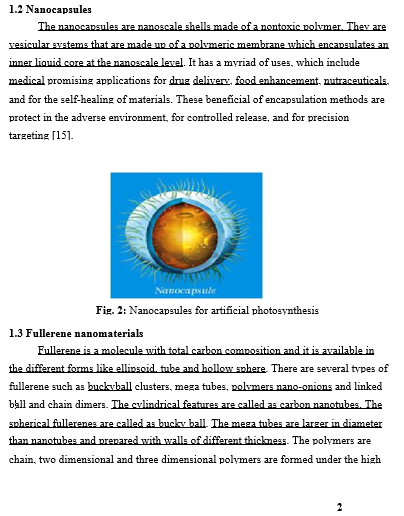 1.2 Nanocapsules
The nanocapsules are nanoscale shells made of a nontoxic polymer. They are
vesicular systems that are made up of a polymeric membrane which encapsulates an
inner liquid core at the nanoscale level. It has a myriad of uses, which include
medical promising applications for drug delivery, food enhancement, nutraceuticals,
and for the self-healing of materials. These beneficial of encapsulation methods are
protect in the adverse environment, for controlled release, and for precision
targeting [15].
Nanocapsule
Fig. 2: Nanocapsules for artificial photosynthesis
1.3 Fullerene nanomaterials
Fullerene is a molecule with total carbon composition and it is available in
the different forms like ellipsoid, tube and hollow sphere. There are several types of
fullerene such as buckyball clusters, mega tubes, polymers nano-onions and linked
ball and chain dimers. The cylindrical features are called as carbon nanotubes. The
spherical fullerenes are called as bucky ball. The mega tubes are larger in diameter
than nanotubes and prepared with walls of different thickness. The polymers are
chain, two dimensional and three dimensional polymers are formed under the high
2